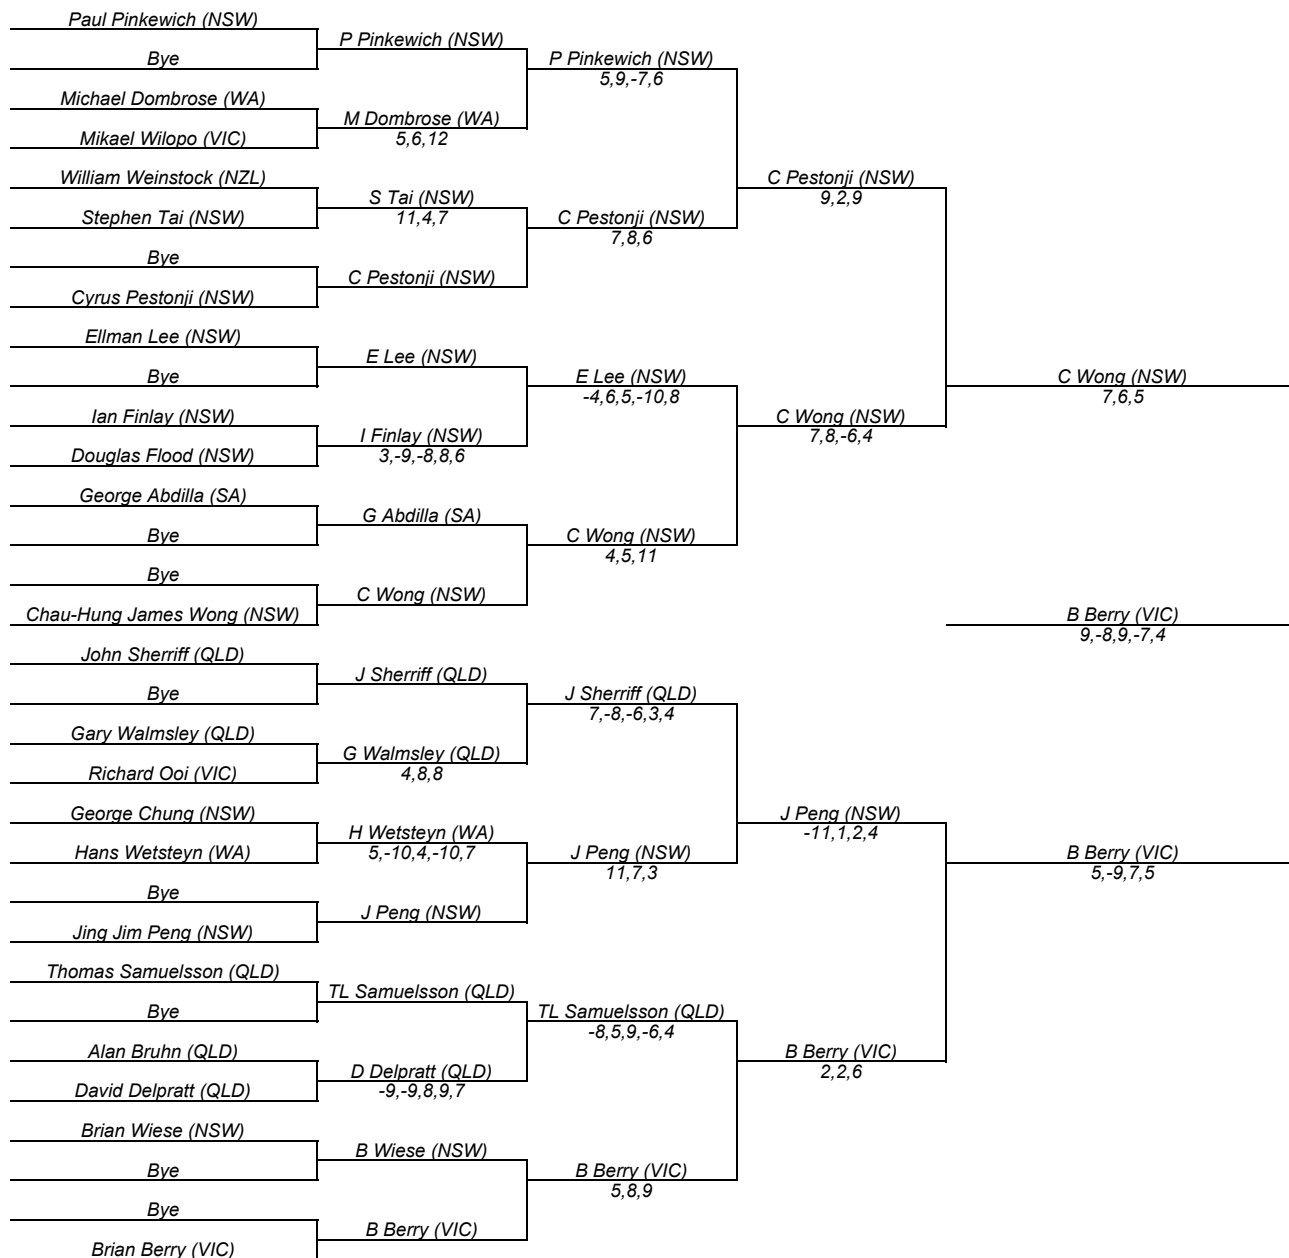 Paul Pinkewich (NSW)
Bye
Michael Dombrose (WA)
Mikael Wilopo (VIC)
William Weinstock (NZL)
Stephen Tai (NSW)
Bye
Cyrus Pestonji (NSW)
Ellman Lee (NSW)
Bye
Ian Finlay (NSW)
Douglas Flood (NSW)
George Abdilla (SA)
Bye
Bye
Chau-Hung James Wong (NSW)
John Sherriff (QLD)
Bye
Gary Walmsley (QLD)
Richard Ooi (VIC)
George Chung (NSW)
Hans Wetsteyn (WA)
Bye
Jing Jim Peng (NSW)
Thomas Samuelsson (QLD)
Bye
Alan Bruhn (QLD)
David Delpratt (QLD)
Brian Wiese (NSW)
Bye
Bye
Brian Berry (VIC)
P Pinkewich (NSW)
M Dombrose (WA)
5,6,12
S Tai (NSW)
11,4,7
C Pestonji (NSW)
E Lee (NSW)
I Finlay (NSW)
3,-9,-8,8,6
G Abdilla (SA)
C Wong (NSW)
J Sherriff (QLD)
G Walmsley (QLD)
4,8,8
H Wetsteyn (WA)
5,-10,4,-10,7
J Peng (NSW)
TL Samuelsson (QLD)
D Delpratt (QLD)
-9,-9,8,9,7
B Wiese (NSW)
B Berry (VIC)
P Pinkewich (NSW)
5,9,-7,6
C Pestonji (NSW)
7,8,6
E Lee (NSW)
-4,6,5,-10,8
C Wong (NSW)
4,5,11
J Sherriff (QLD)
7,-8,-6,3,4
J Peng (NSW)
11,7,3
TL Samuelsson (QLD)
-8,5,9,-6,4
B Berry (VIC)
5,8,9
C Pestonji (NSW)
9,2,9
C Wong (NSW)
7,8,-6,4
J Peng (NSW)
-11,1,2,4
B Berry (VIC)
2,2,6
C Wong (NSW)
7,6,5
B Berry (VIC)
9,-8,9,-7,4
B Berry (VIC)
5,-9,7,5